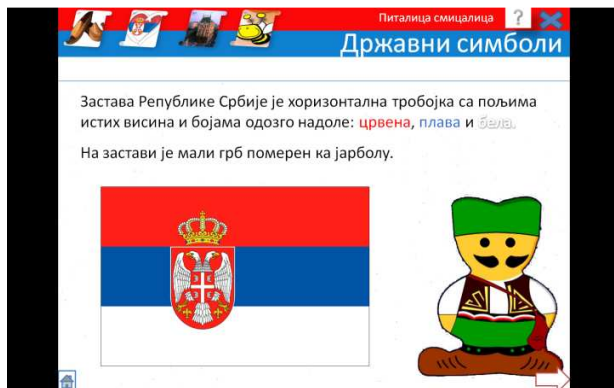 Питалица смицалица ?
Државни симболи
Застава Републике Србије је хоризонтална тробојка са пољима
истих висина и бојама одозго надоле: црвена, плава и бела.
На застави је мали грб померен ка јарболу.